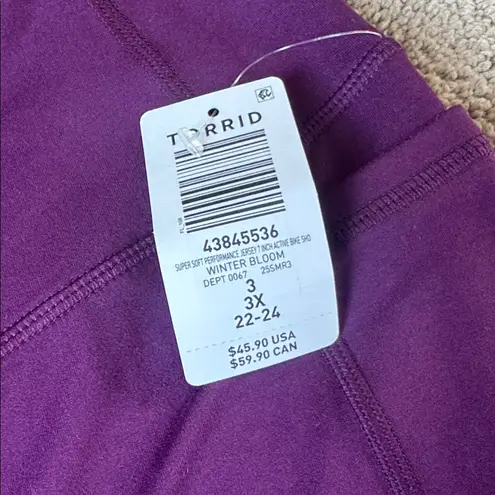 TORRID
43845536
SUPER SOFT PERFORMANCE JERSEY 7 INCH ACTIVE BIKE SHO
WINTER BLOOM
DEPT 0067 25SMR3
3
3X
22-24
$45.90 USA
$59.90 CAN